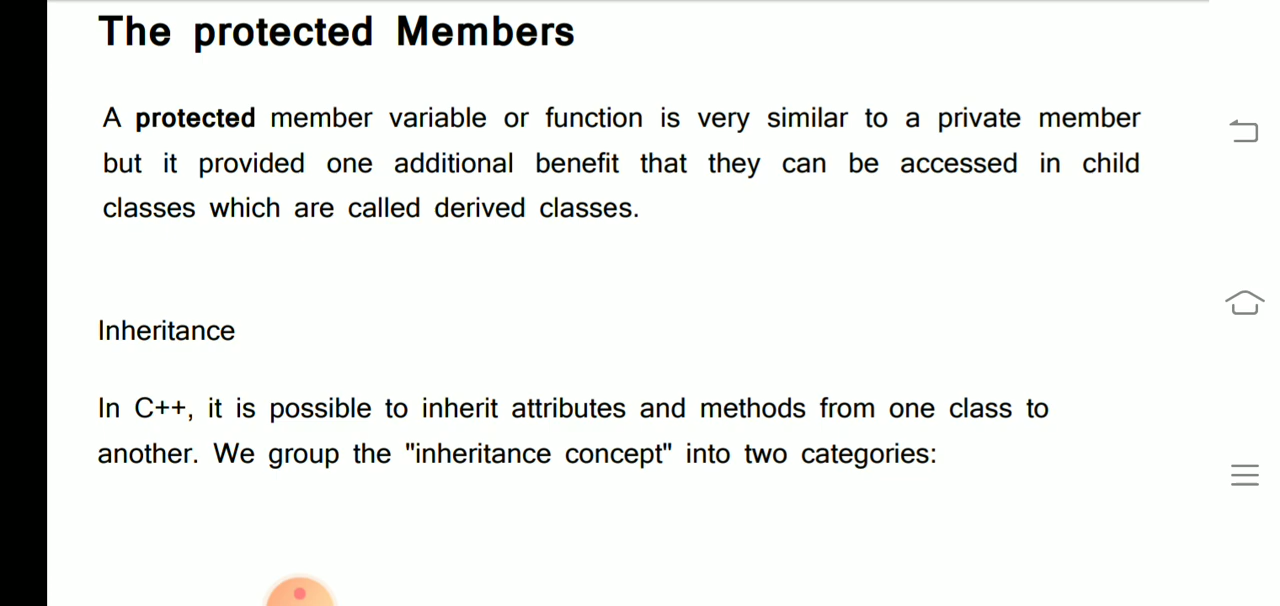 The protected Members
A protected member variable or function is very similar to a private member
but it provided one additional benefit that they can be accessed in child
classes which are called derived classes.
Inheritance
In C++, it is possible to inherit attributes and methods from one class to
another. We group the "inheritance concept" into two categories: